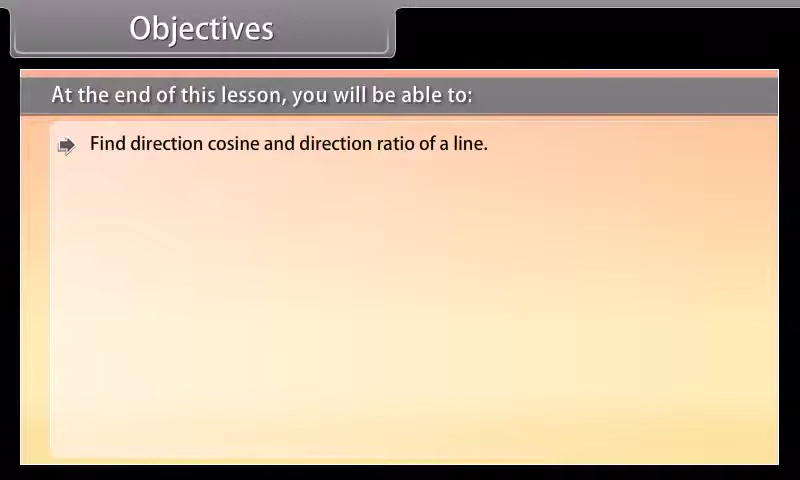 Objectives
At the end of this lesson, you will be able to:
Find direction cosine and direction ratio of a line.